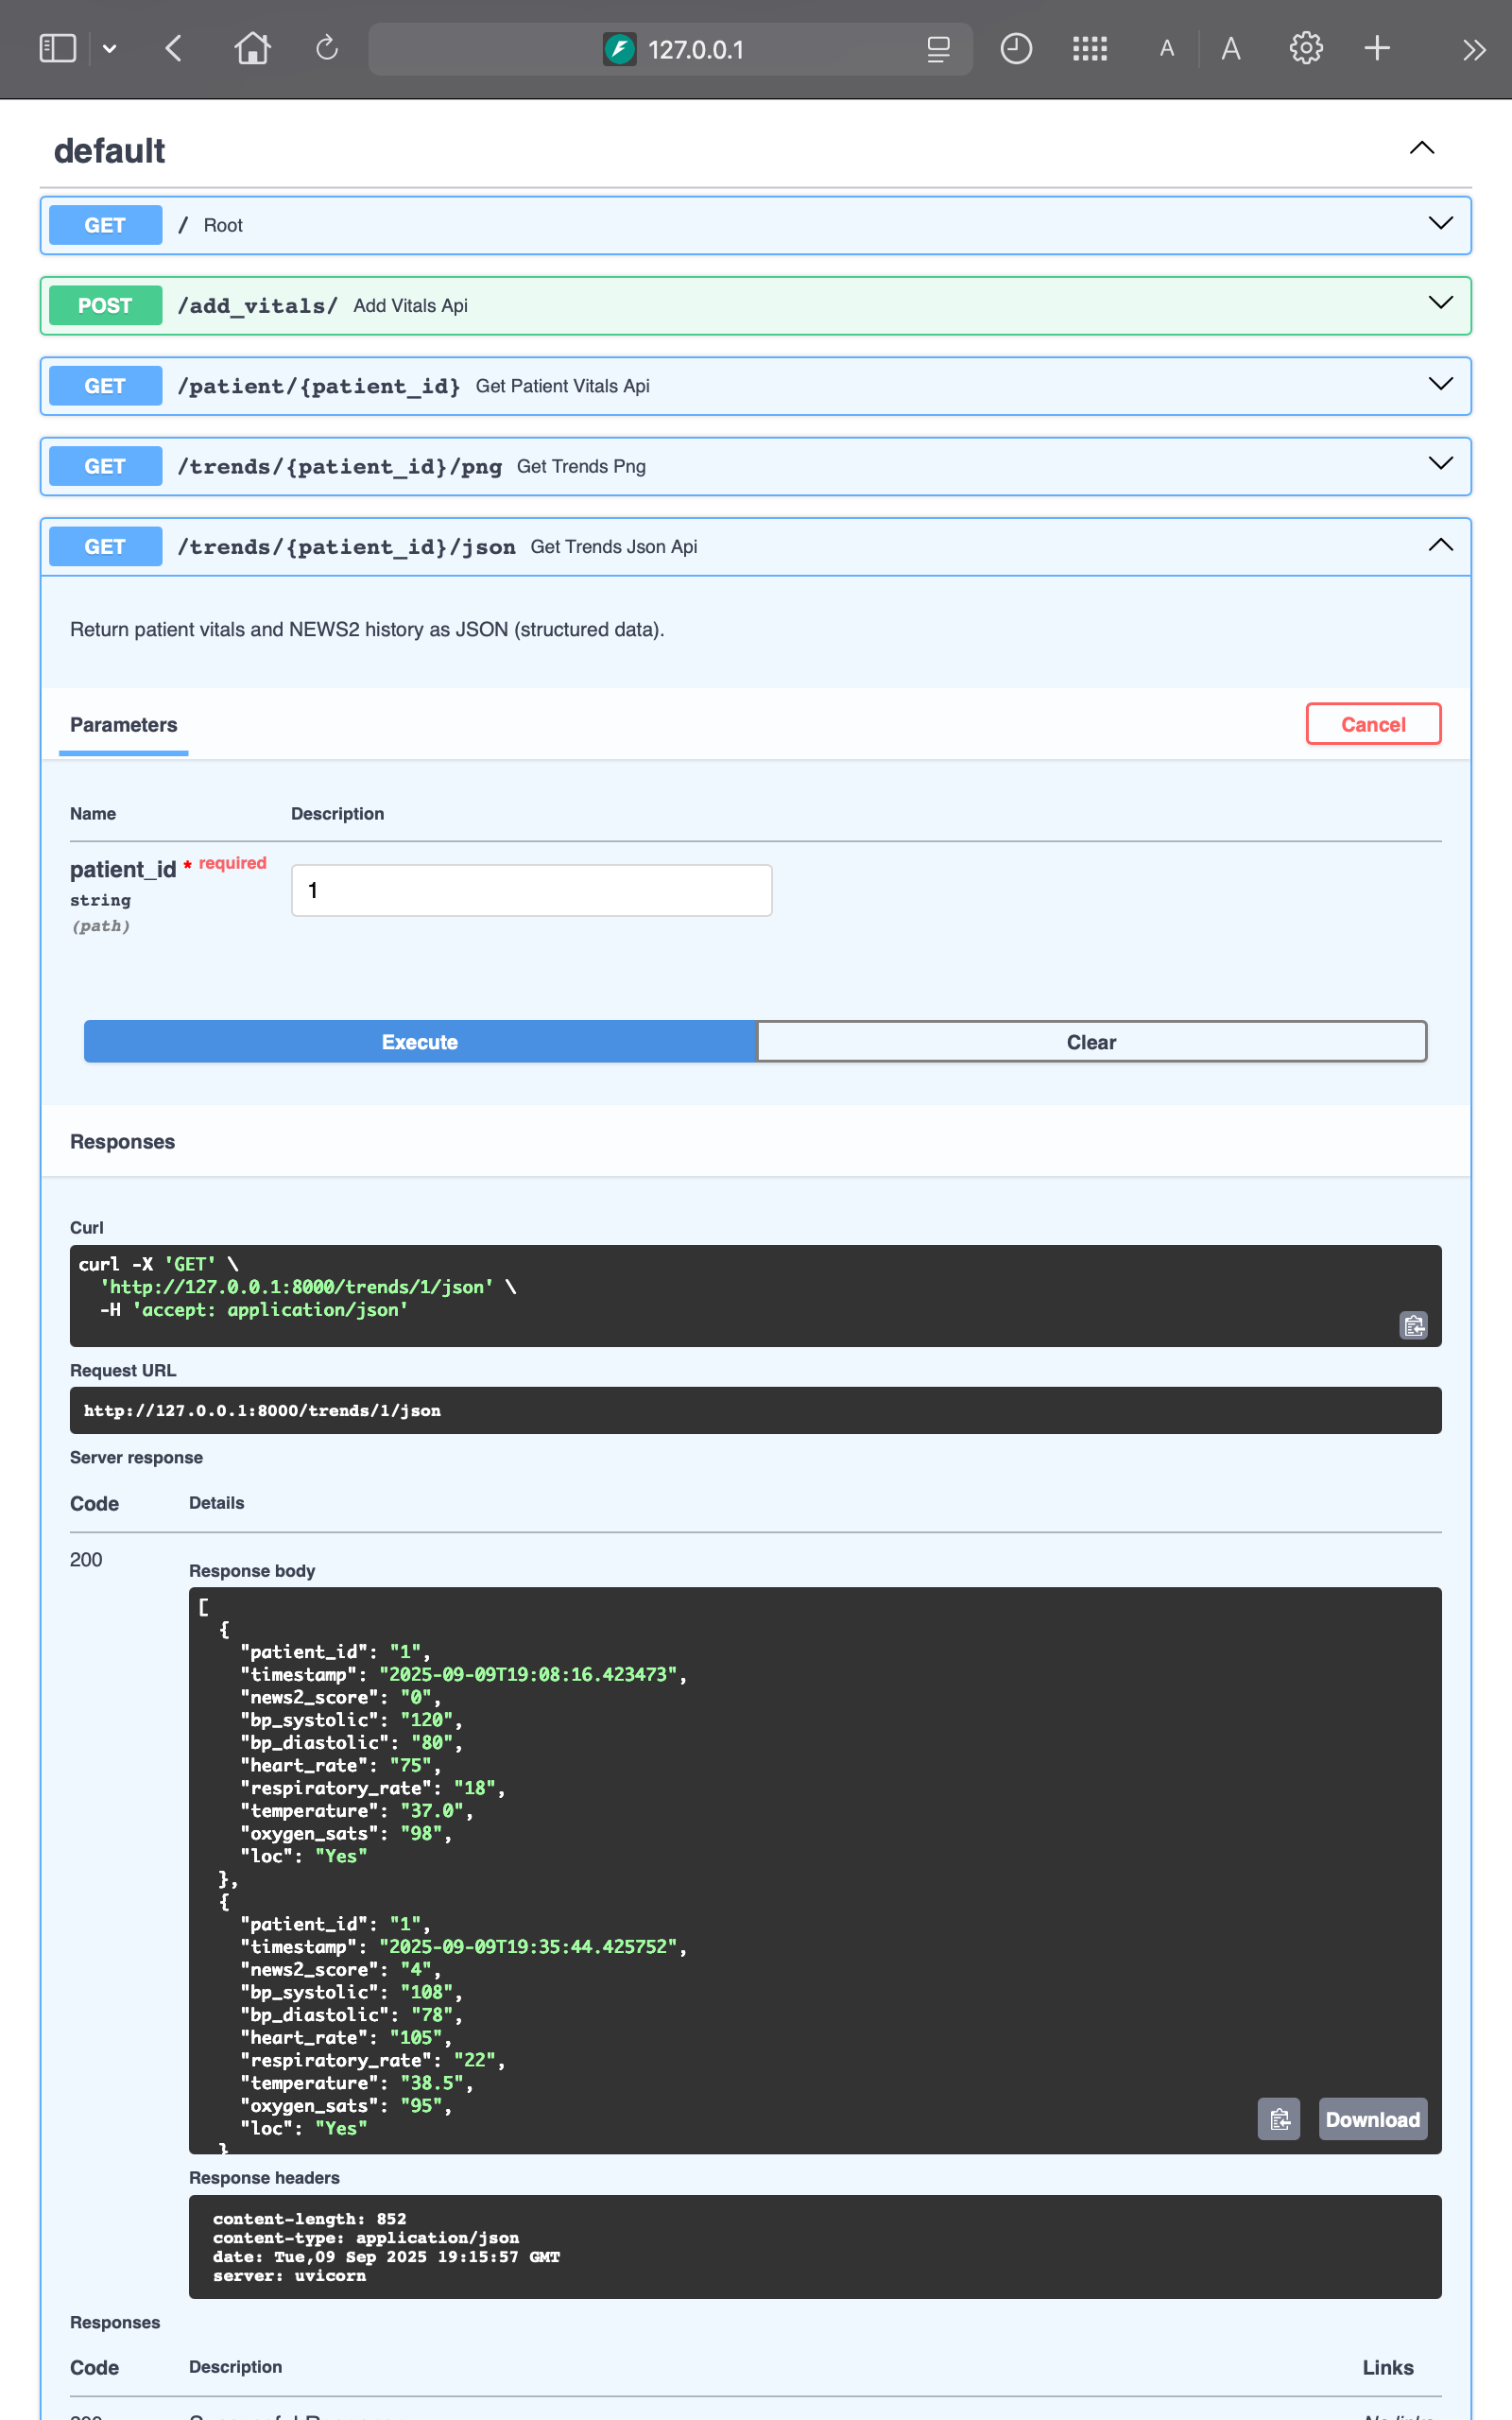 127.0.0.1
A
A
default
GET / Root
POST /add_vitals/ Add Vitals Api
GET /patient/{patient_id} Get Patient Vitals Api
GET /trends/{patient_id}/png Get Trends Png
GET /trends/{patient_id}/json Get Trends Json Api
Return patient vitals and NEWS2 history as JSON (structured data).
Parameters
Cancel
Name Description
patient_id * required
string
(path)
1
Execute
Clear
Responses
Curl
curl -X 'GET' \
'http://127.0.0.1:8000/trends/1/json' \
-H 'accept: application/json'
Request URL
http://127.0.0.1:8000/trends/1/json
Server response
Code Details
200
Response body
[
{
"patient_id": "1",
"timestamp": "2025-09-09T19:08:16.423473",
"news2_score": "0",
"bp_systolic": "120",
"bp_diastolic": "80",
"heart_rate": "75",
"respiratory_rate": "18",
"temperature": "37.0",
"oxygen_sats": "98",
"loc": "Yes"
},
{
"patient_id": "1",
"timestamp": "2025-09-09T19:35:44.425752",
"news2_score": "4",
"bp_systolic": "108",
"bp_diastolic": "78",
"heart_rate": "105",
"respiratory_rate": "22",
"temperature": "38.5",
"oxygen_sats": "95",
"loc": "Yes"
}
Download
Response headers
content-length: 852
content-type: application/json
date: Tue,09 Sep 2025 19:15:57 GMT
server: uvicorn
Responses
Code Description Links